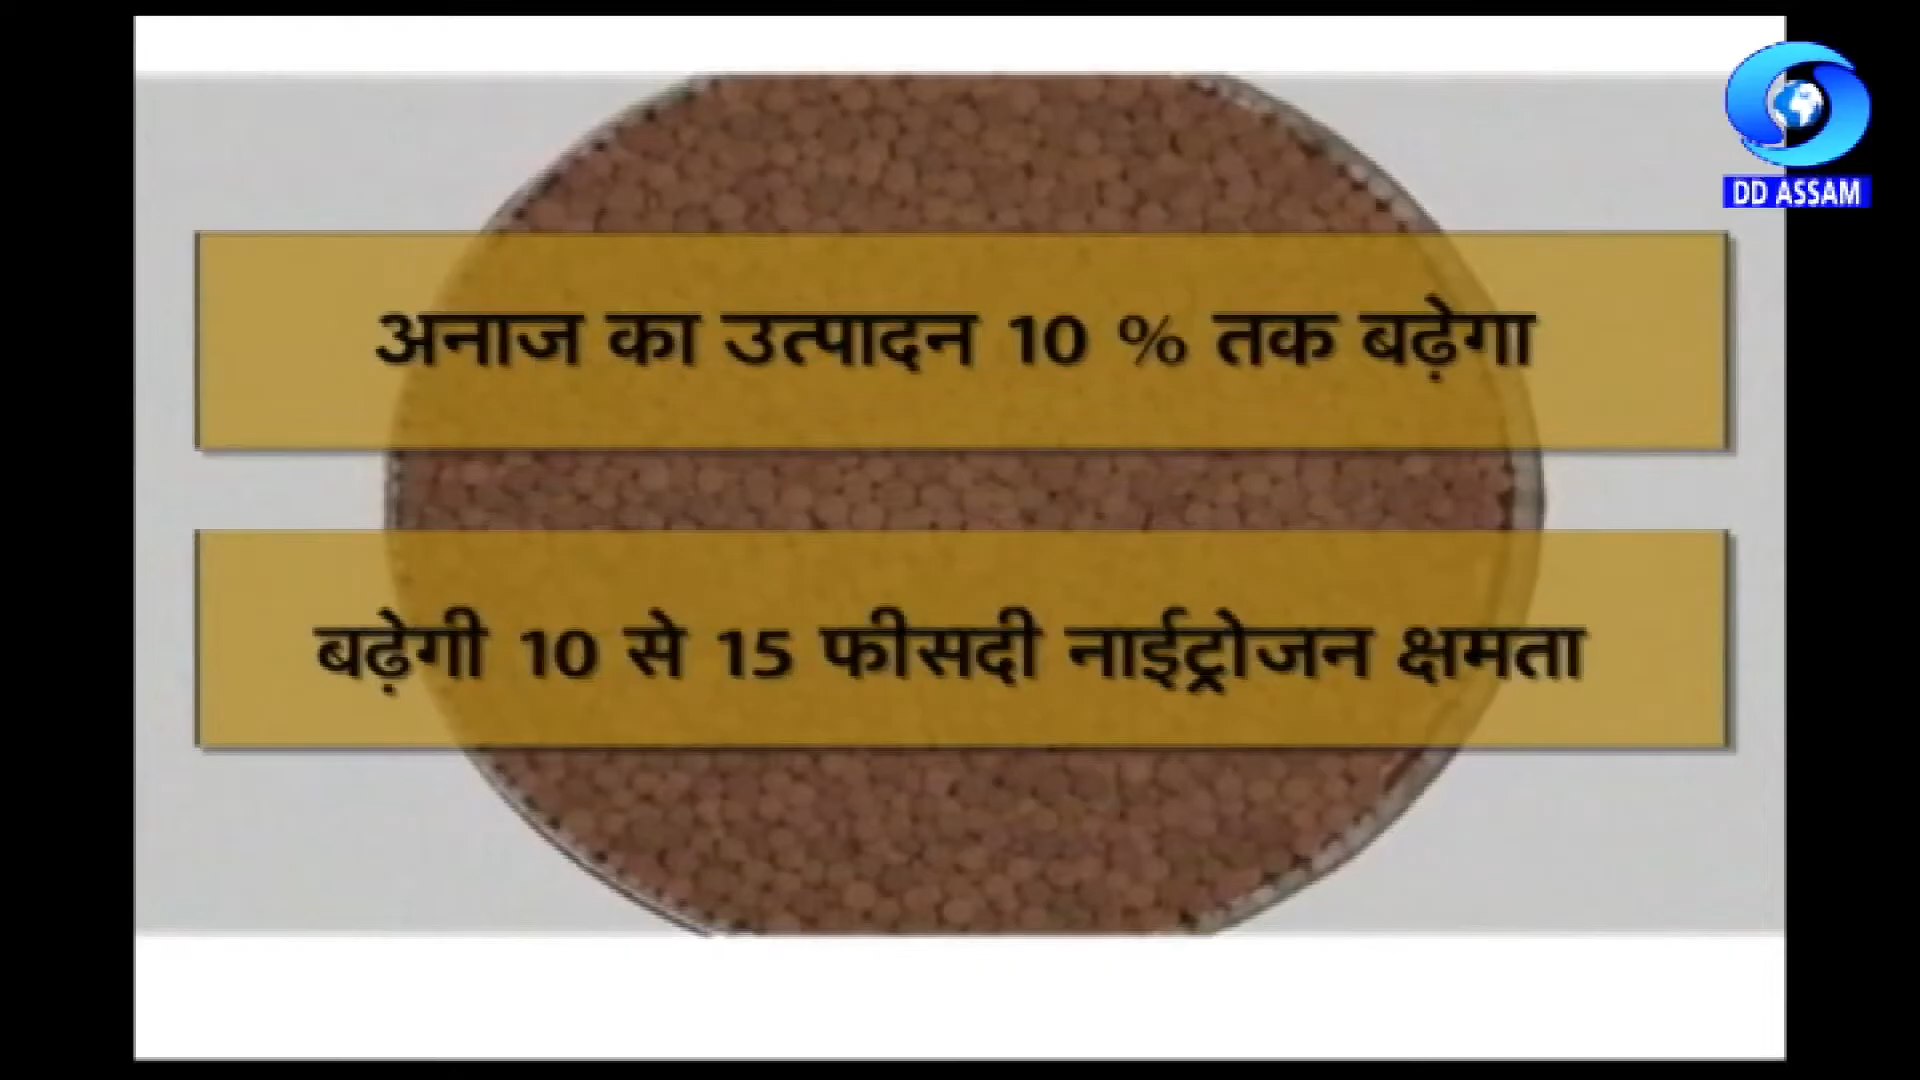 DD ASSAM
अनाज का उत्पादन 10 % तक बढ़ेगा
बढ़ेगी 10 से 15 फीसदी नाईट्रोजन क्षमता